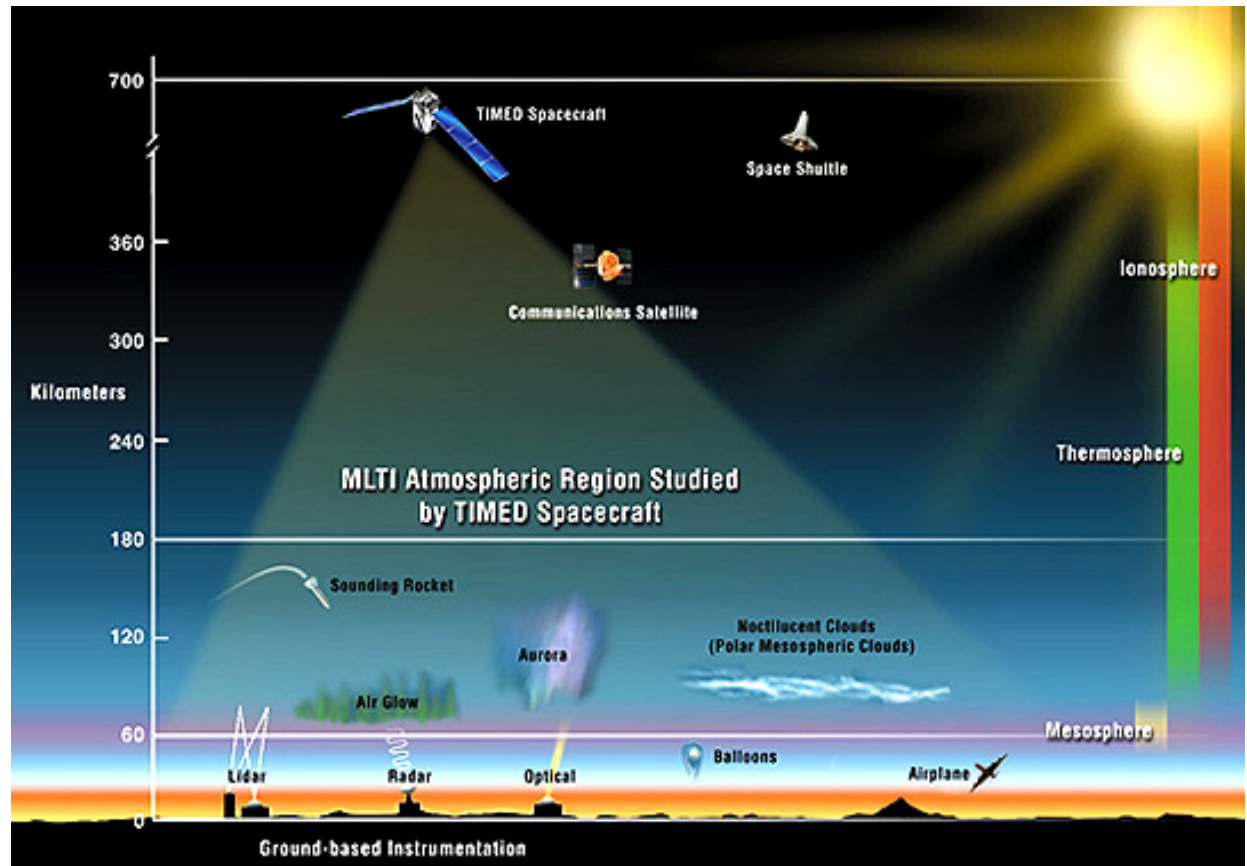 700
TIMED Spacecraft
Space Shuttle
360
Ionosphere
Communications Satellite
300
Kilometers
240
Thermosphere
MLTI Atmospheric Region Studied
by TIMED Spacecraft
180
Sounding Rocket
120
Noctilucent Clouds
(Polar Mesospheric Clouds)
Aurora
Air Glow
60
Mesosphere
Balloons
Lidar
Radar
Optical
Airplane
0
Ground-based Instrumentation